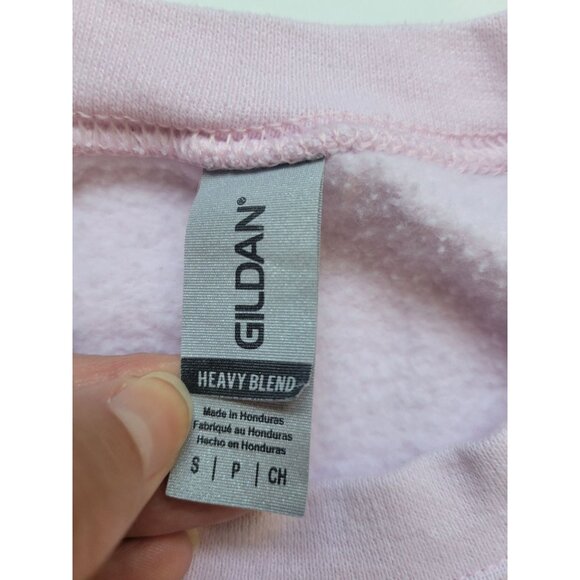 GILDAN®
HEAVY BLEND
Made in Honduras
Fabriqué au Honduras
Hecho en Honduras
S | P | CH